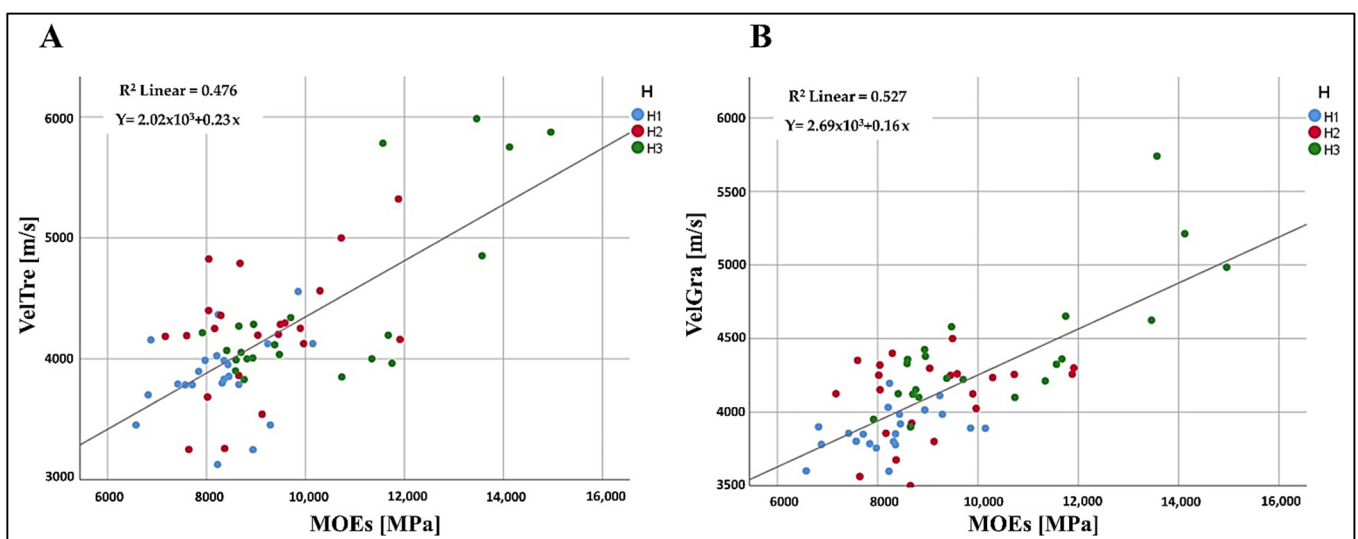 A
R² Linear = 0.476
Y= 2.02x10³+0.23x
H
H1
H2
H3
VelTre [m/s]
6000
5000
4000
3000
6000 8000 10,000 12,000 14,000 16,000
MOEs [MPa]
B
R² Linear = 0.527
Y= 2.69x10³+0.16x
H
H1
H2
H3
VelGra [m/s]
6000
5500
5000
4500
4000
3500
6000 8000 10,000 12,000 14,000 16,000
MOEs [MPa]